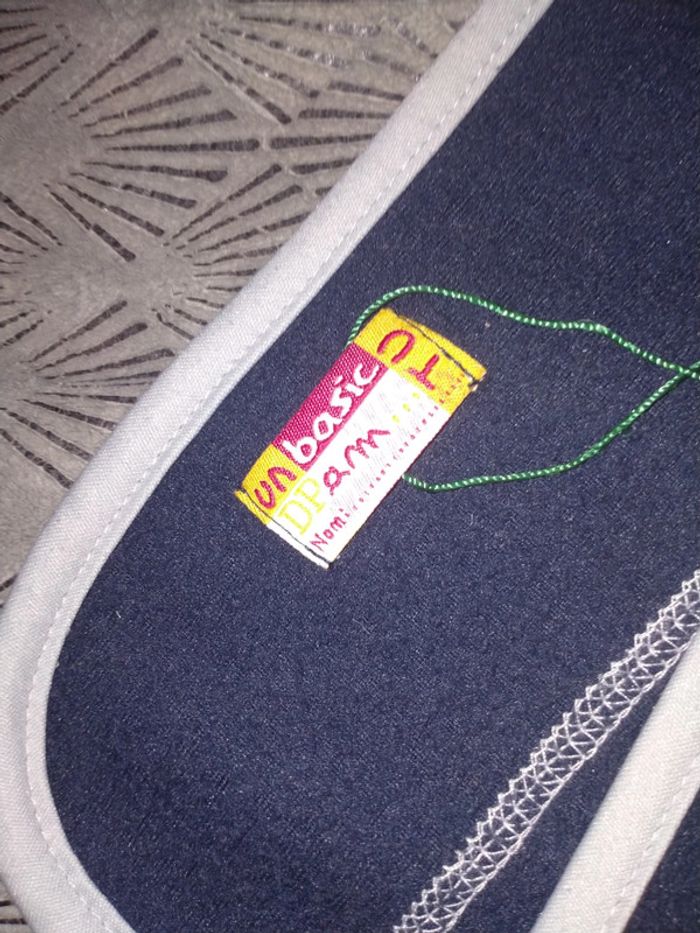 un basic TU
DPam ....
Nom:..........